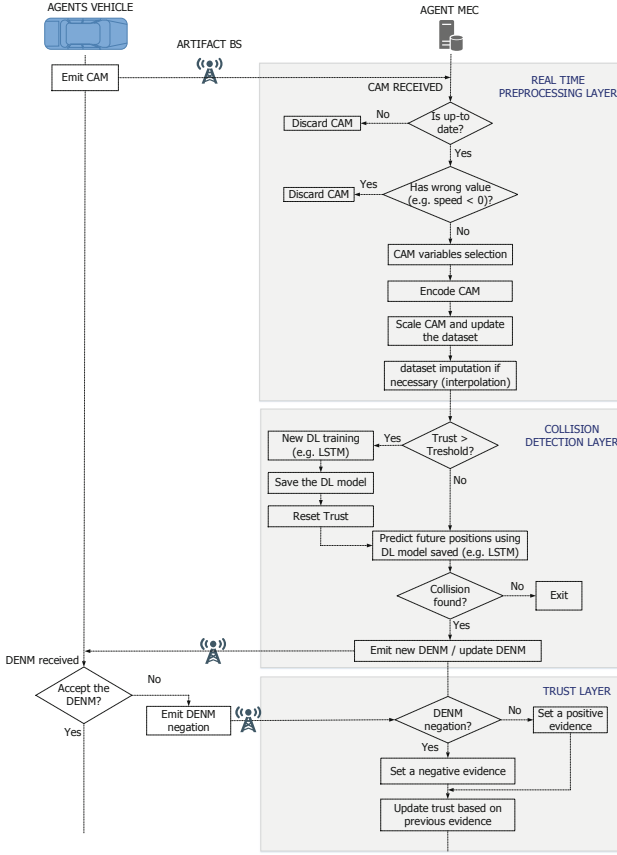 AGENTS VEHICLE
AGENT MEC
ARTIFACT BS
Emit CAM
CAM RECEIVED
REAL TIME
PREPROCESSING LAYER
Is up-to
date?
No
Discard CAM
Yes
Has wrong value
(e.g. speed < 0)?
Yes
Discard CAM
No
CAM variables selection
Encode CAM
Scale CAM and update
the dataset
dataset imputation if
necessary (interpolation)
COLLISION
DETECTION LAYER
Trust >
Treshold?
Yes
New DL training
(e.g. LSTM)
No
Save the DL model
Reset Trust
Predict future positions using
DL model saved (e.g. LSTM)
Collision
found?
No
Exit
Yes
Emit new DENM / update DENM
DENM received
Accept the
DENM?
No
Emit DENM
negation
Yes
TRUST LAYER
DENM
negation?
No
Set a positive
evidence
Yes
Set a negative evidence
Update trust based on
previous evidence